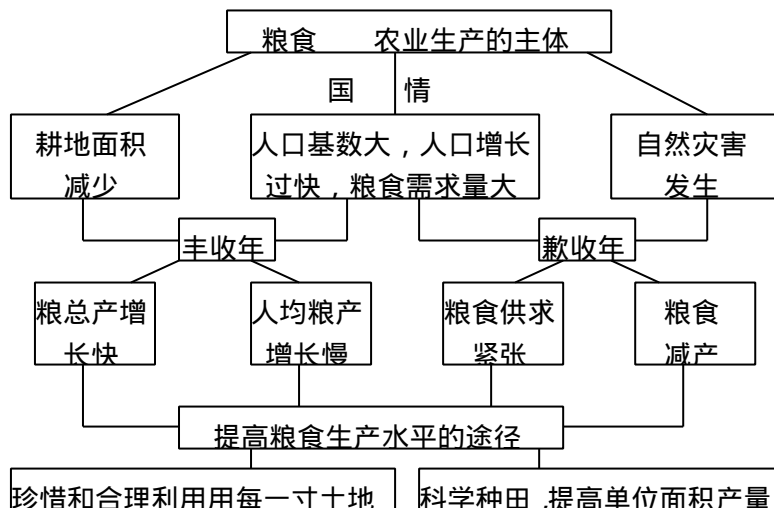 粮食 农业生产的主体
国 情
耕地面积
减少
人口基数大，人口增长
过快，粮食需求量大
自然灾害
发生
丰收年
歉收年
粮总产增
长快
人均粮产
增长慢
粮食供求
紧张
粮食
减产
提高粮食生产水平的途径
珍惜和合理利用用每一寸土地
科学种田，提高单位面积产量